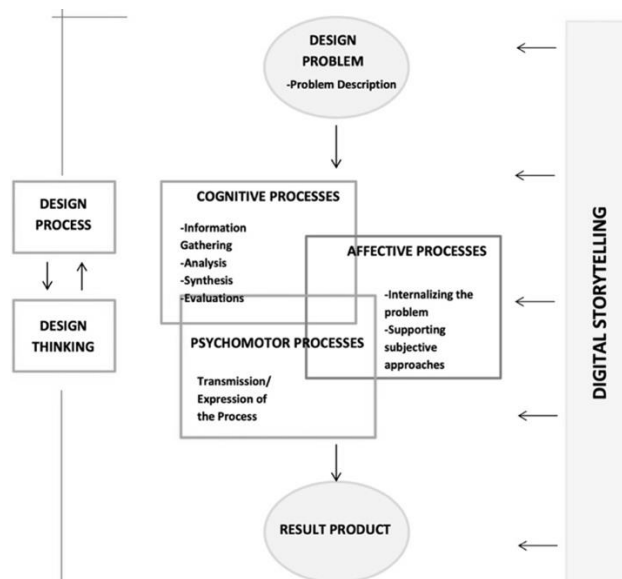 DESIGN
PROBLEM
-Problem Description
DESIGN
PROCESS
DESIGN
THINKING
COGNITIVE PROCESSES
-Information
Gathering
-Analysis
-Synthesis
-Evaluations
AFFECTIVE PROCESSES
-Internalizing the
problem
-Supporting
subjective
approaches
PSYCHOMOTOR PROCESSES
Transmission/
Expression of
the Process
RESULT PRODUCT
DIGITAL STORYTELLING